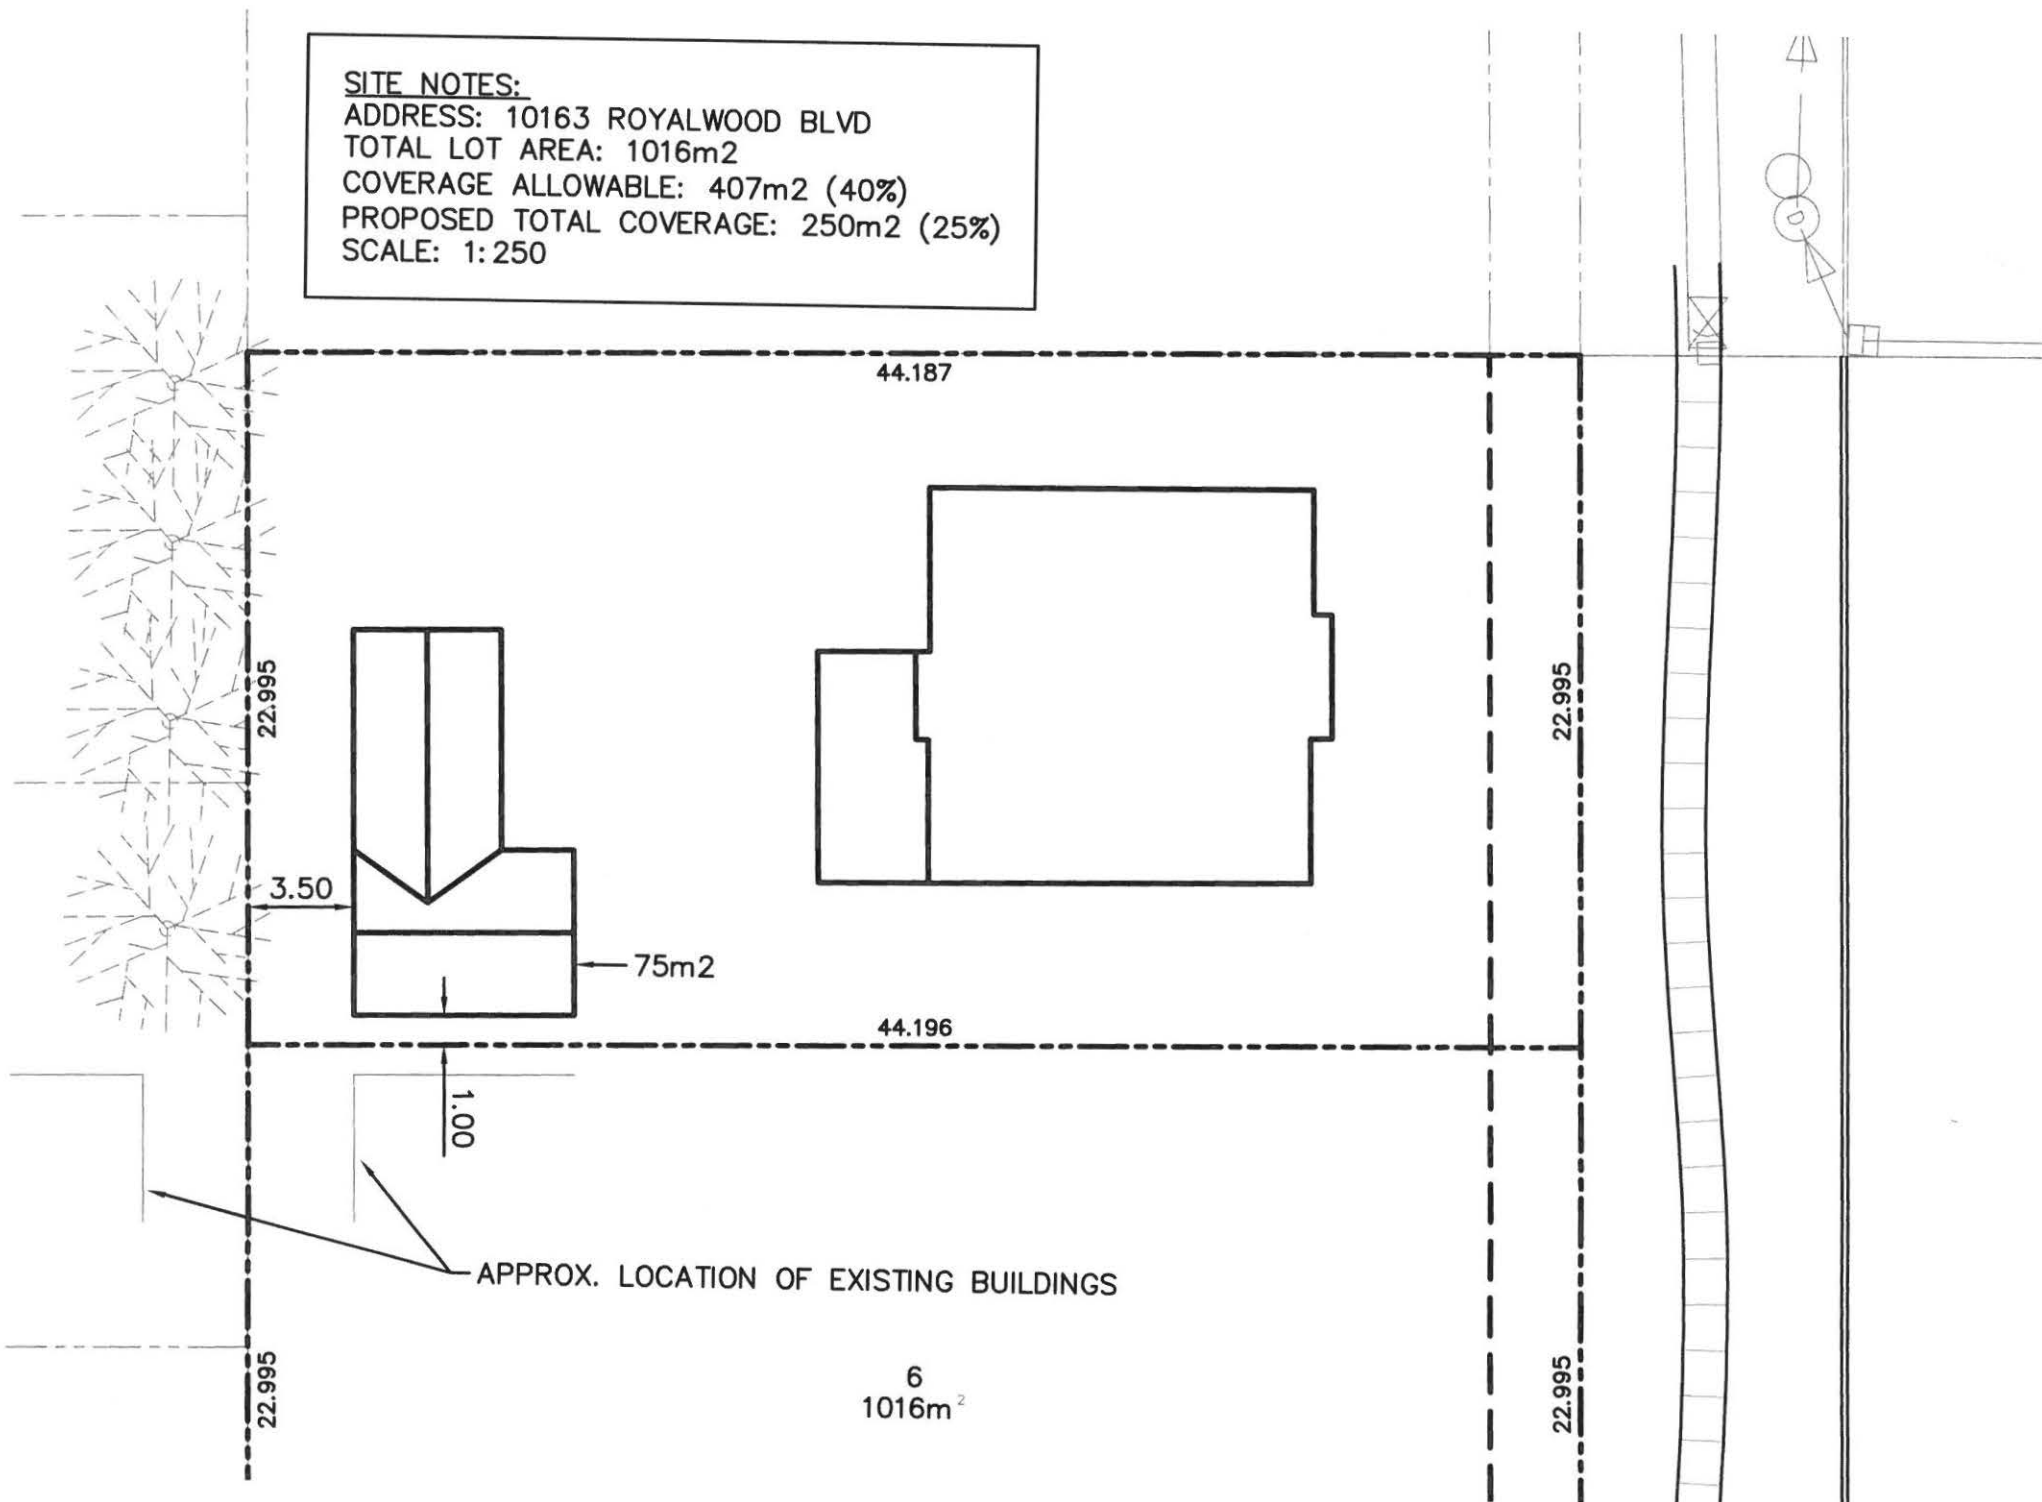 SITE NOTES:
ADDRESS: 10163 ROYALWOOD BLVD
TOTAL LOT AREA: 1016m2
COVERAGE ALLOWABLE: 407m2 (40%)
PROPOSED TOTAL COVERAGE: 250m2 (25%)
SCALE: 1:250
D
44.187
22.995
22.995
3.50
75m2
44.196
1.00
APPROX. LOCATION OF EXISTING BUILDINGS
22.995
6
1016m²
22.995